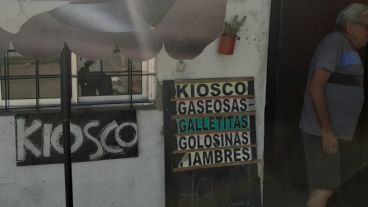 KIOSCO
KIOSCO
GASEOSAS
GALLETITAS
GOLOSINAS
FIAMBRES